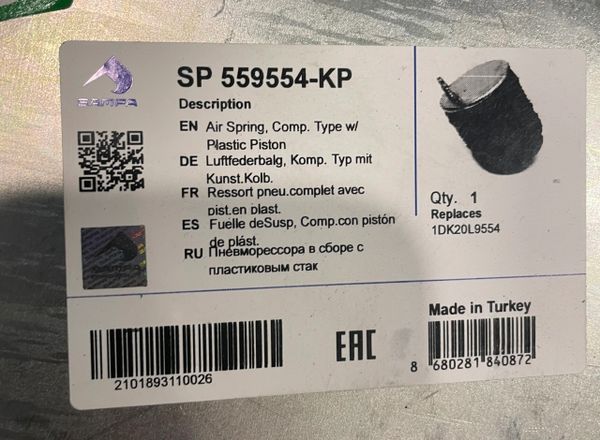 SAMPA
SP 559554-KP
Description
EN Air Spring, Comp. Type w/
Plastic Piston
DE Luftfederbalg, Komp. Typ mit
Kunst.Kolb.
FR Ressort pneu.complet avec
pist.en plast.
ES Fuelle deSusp, Comp.con pistón
de plást.
RU Пневморессора в сборе с
пластиковым стак
Qty. 1
Replaces
1DK20L9554
Made in Turkey
2101893110026
EAC
8 680281 840872